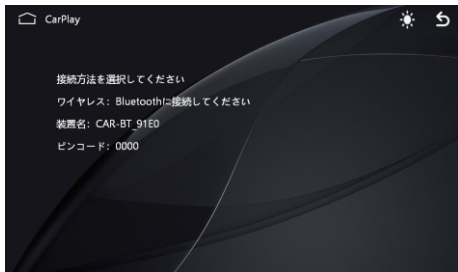 CarPlay
接続方法を選択してください
ワイヤレス: Bluetoothに接続してください
装置名: CAR-BT_91E0
ピンコード: 0000